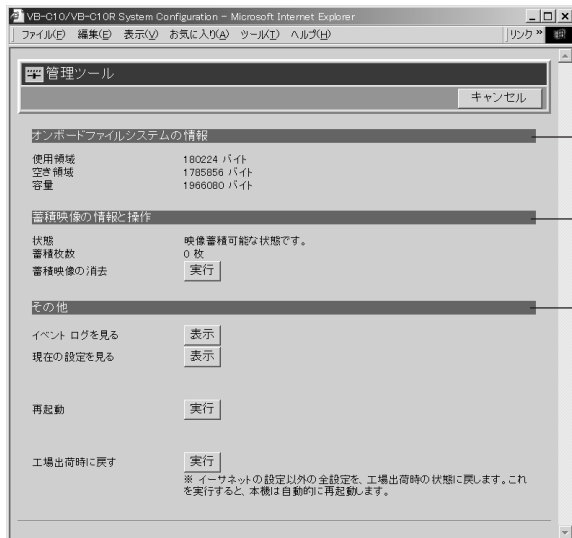 VB-C10/VB-C10R System Configuration - Microsoft Internet Explorer
ファイル(F) 編集(E) 表示(V) お気に入り(A) ツール(T) ヘルプ(H) リンク »
管理ツール
キャンセル
オンボードファイルシステムの情報
使用領域 180224 バイト
空き領域 1785856 バイト
容量 1966080 バイト
蓄積映像の情報と操作
状態 映像蓄積可能な状態です。
蓄積枚数 0 枚
蓄積映像の消去 実行
その他
イベント ログを見る 表示
現在の設定を見る 表示
再起動 実行
工場出荷時に戻す 実行
※ イーサネットの設定以外の全設定を、工場出荷時の状態に戻します。これ
を実行すると、本機は自動的に再起動します。